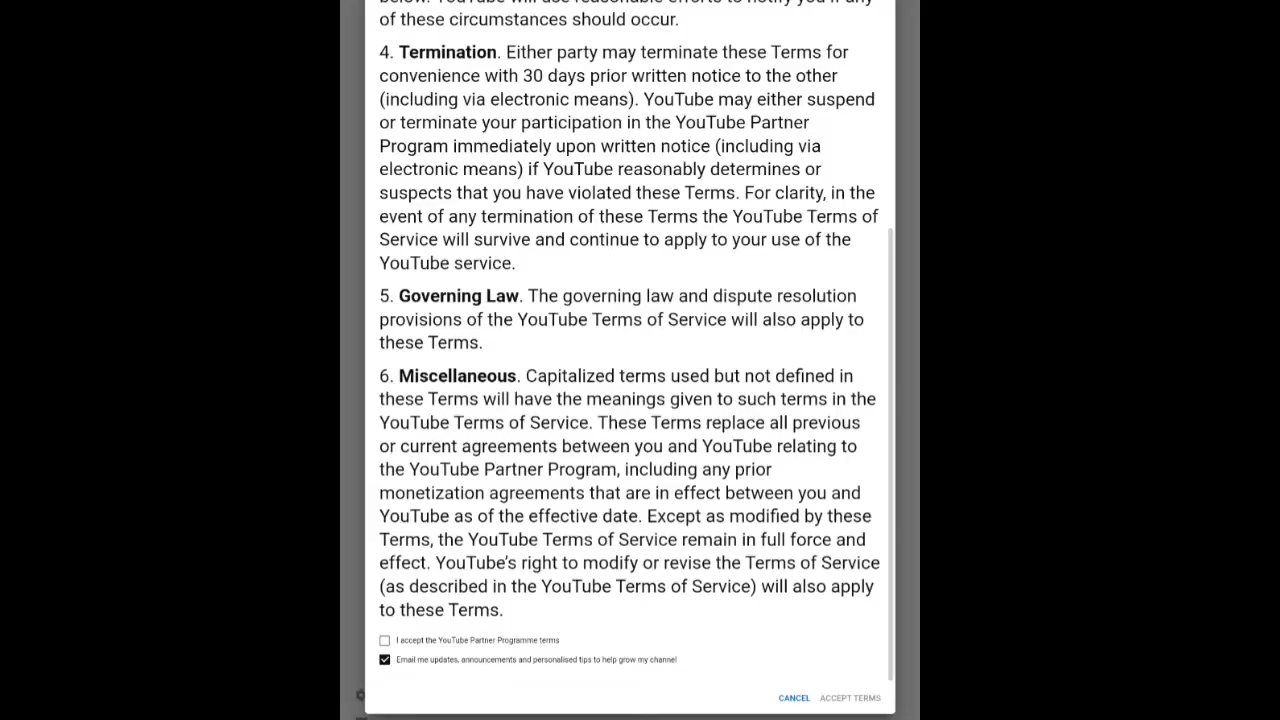 below. YouTube will use reasonable efforts to notify you if any
of these circumstances should occur.
4. Termination. Either party may terminate these Terms for
convenience with 30 days prior written notice to the other
(including via electronic means). YouTube may either suspend
or terminate your participation in the YouTube Partner
Program immediately upon written notice (including via
electronic means) if YouTube reasonably determines or
suspects that you have violated these Terms. For clarity, in the
event of any termination of these Terms the YouTube Terms of
Service will survive and continue to apply to your use of the
YouTube service.
5. Governing Law. The governing law and dispute resolution
provisions of the YouTube Terms of Service will also apply to
these Terms.
6. Miscellaneous. Capitalized terms used but not defined in
these Terms will have the meanings given to such terms in the
YouTube Terms of Service. These Terms replace all previous
or current agreements between you and YouTube relating to
the YouTube Partner Program, including any prior
monetization agreements that are in effect between you and
YouTube as of the effective date. Except as modified by these
Terms, the YouTube Terms of Service remain in full force and
effect. YouTube's right to modify or revise the Terms of Service
(as described in the YouTube Terms of Service) will also apply
to these Terms.
I accept the YouTube Partner Programme terms
Email me updates, announcements and personalised tips to help grow my channel
CANCEL ACCEPT TERMS